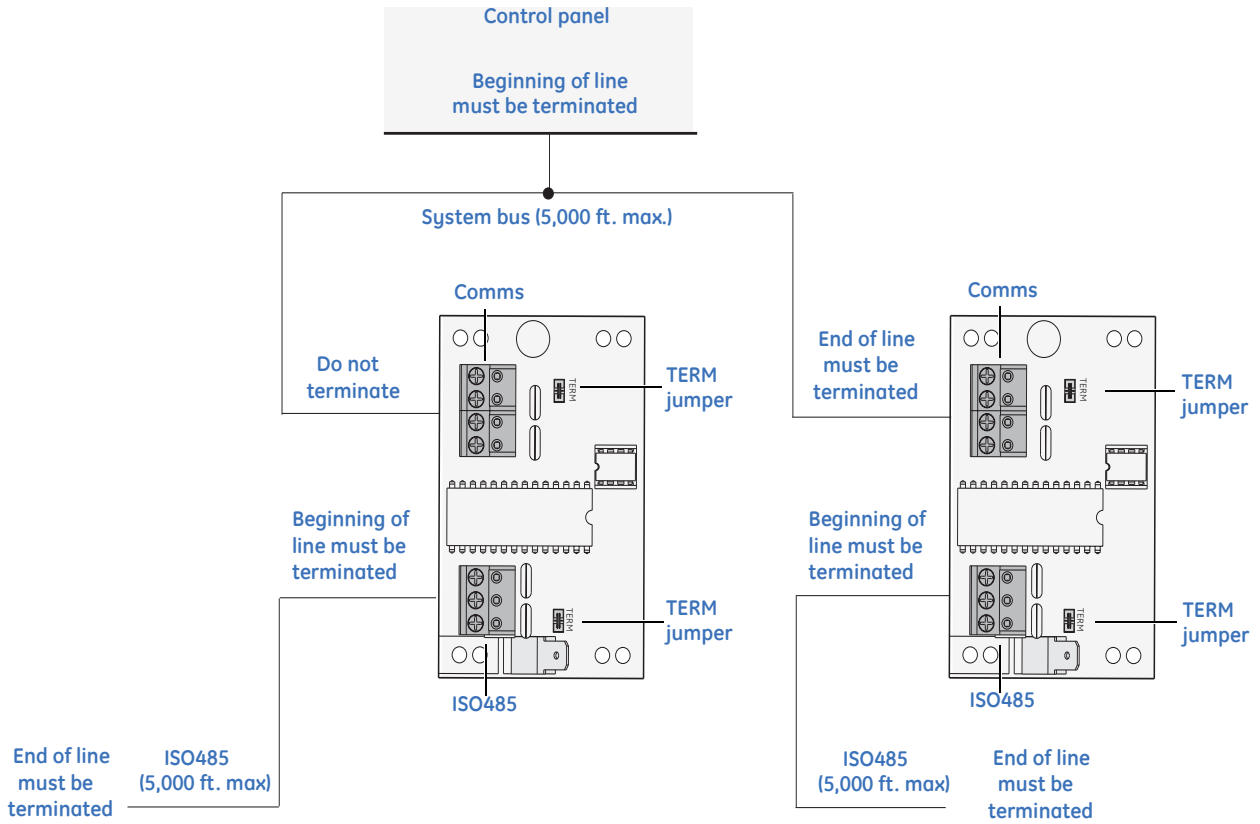 Control panel
Beginning of line
must be terminated
System bus (5,000 ft. max.)
Comms
Do not
terminate
TERM
TERM
jumper
Beginning of
line must be
terminated
TERM
TERM
jumper
ISO485
End of line
must be
terminated
ISO485
(5,000 ft. max)
Comms
End of line
must be
terminated
TERM
TERM
jumper
Beginning of
line must be
terminated
TERM
TERM
jumper
ISO485
ISO485
(5,000 ft. max)
End of line
must be
terminated